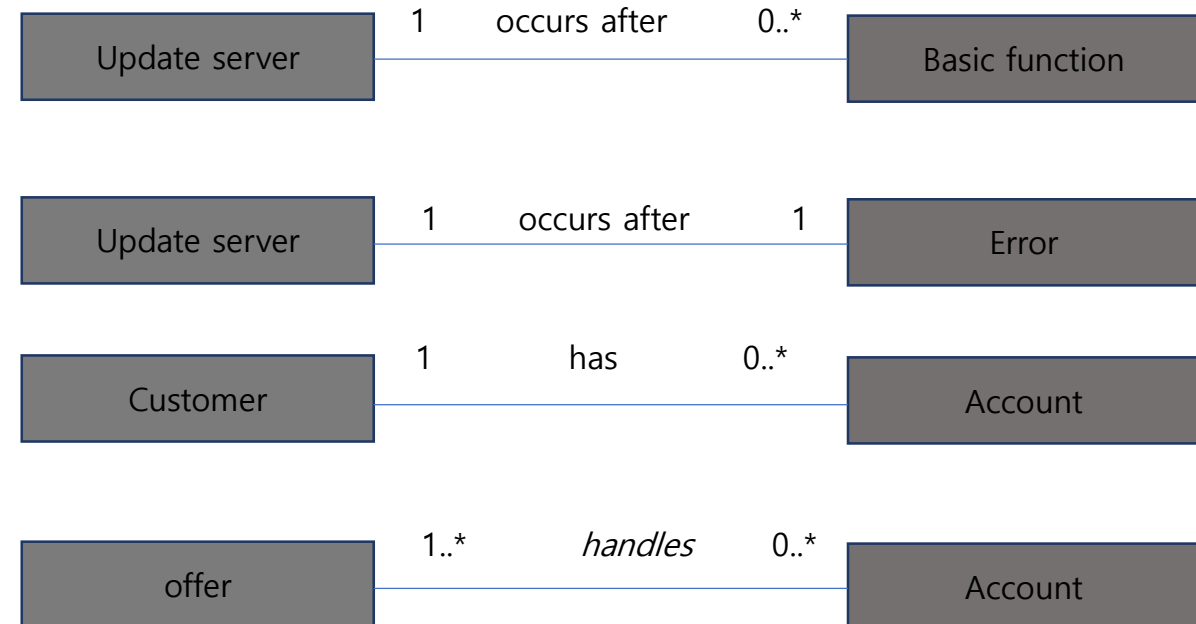 1 occurs after 0..*
Update server Basic function
1 occurs after 1
Update server Error
1 has 0..*
Customer Account
1..* handles 0..*
offer Account